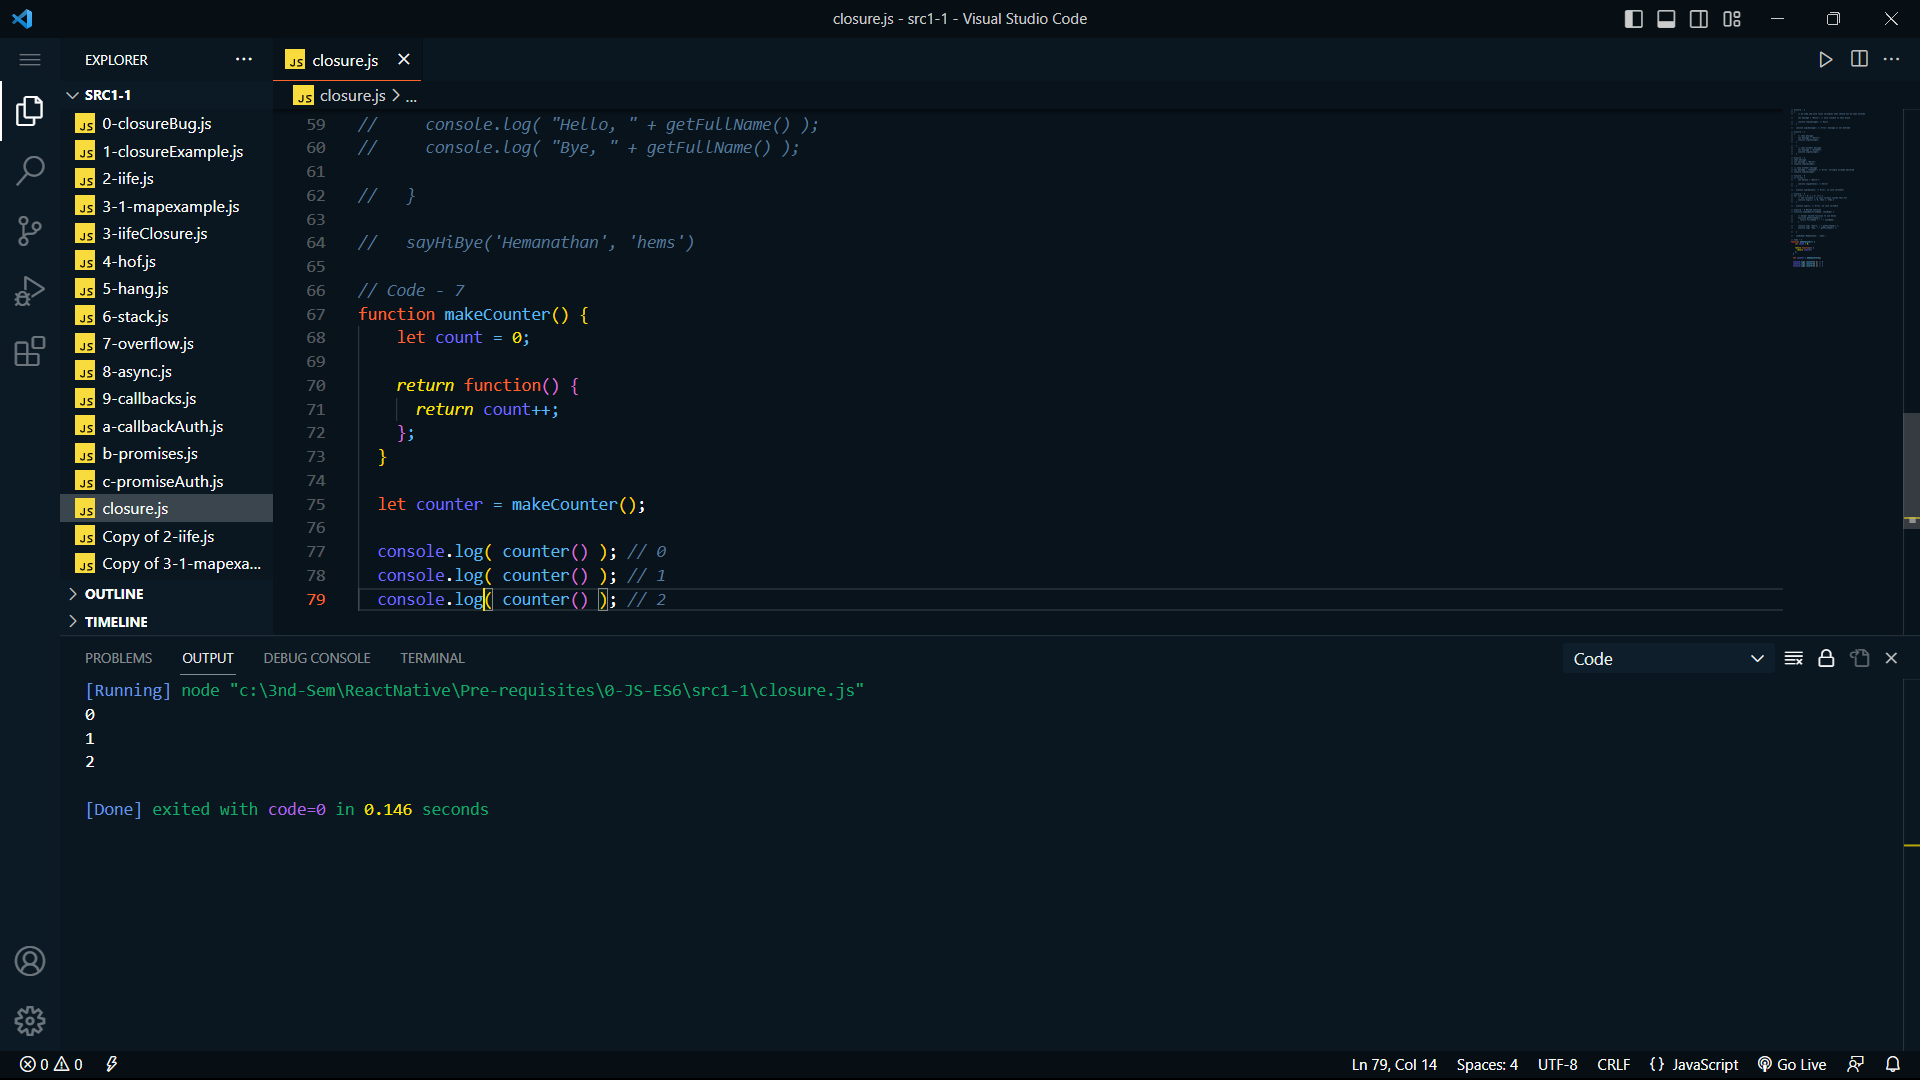 closure.js - src1-1 - Visual Studio Code
EXPLORER
SRC1-1
JS 0-closureBug.js
JS 1-closureExample.js
JS 2-iife.js
JS 3-1-mapexample.js
JS 3-iifeClosure.js
JS 4-hof.js
JS 5-hang.js
JS 6-stack.js
JS 7-overflow.js
JS 8-async.js
JS 9-callbacks.js
JS a-callbackAuth.js
JS b-promises.js
JS c-promiseAuth.js
JS closure.js
JS Copy of 2-iife.js
JS Copy of 3-1-mapexa...
OUTLINE
TIMELINE
JS closure.js
JS closure.js > ...
59 //     console.log( "Hello, " + getFullName() );
60 //     console.log( "Bye, " + getFullName() );
61
62 //   }
63
64 //   sayHiBye('Hemanathan', 'hems')
65
66 // Code - 7
67 function makeCounter() {
68     let count = 0;
69
70     return function() {
71       return count++;
72     };
73   }
74
75   let counter = makeCounter();
76
77   console.log( counter() ); // 0
78   console.log( counter() ); // 1
79   console.log( counter() ); // 2
PROBLEMS OUTPUT DEBUG CONSOLE TERMINAL Code
[Running] node "c:\3nd-Sem\ReactNative\Pre-requisites\0-JS-ES6\src1-1\closure.js"
0
1
2
[Done] exited with code=0 in 0.146 seconds
0 0 Ln 79, Col 14 Spaces: 4 UTF-8 CRLF {} JavaScript Go Live